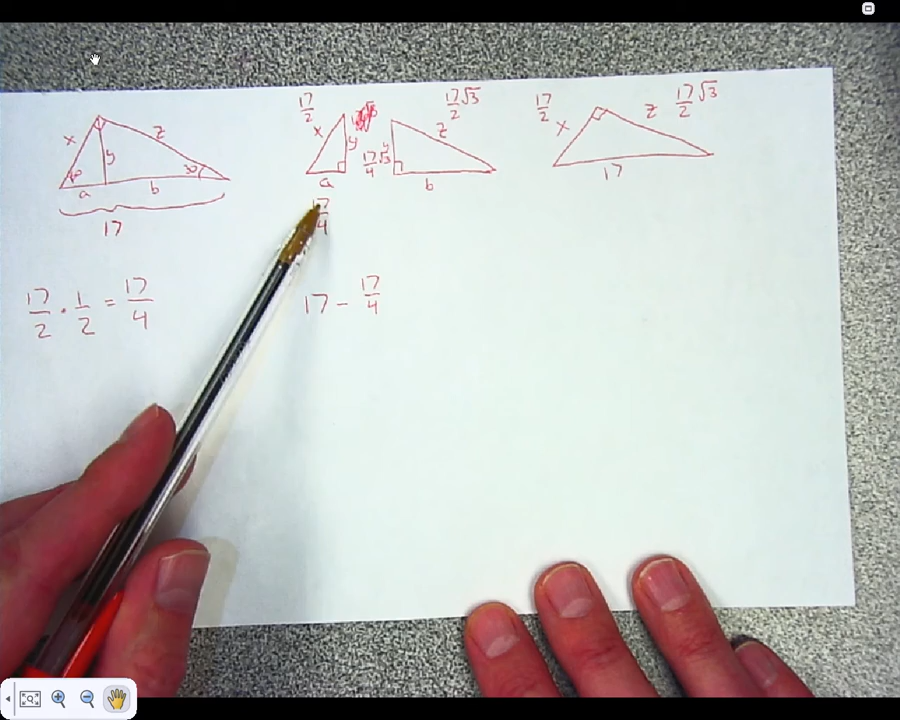 x z y 60 30 a b
17
17/2 x y a 17/4
17/2 √3 z y 17/4 √3 b
17/2 x z 17/2 √3 17
17/2 · 1/2 = 17/4
17 − 17/4